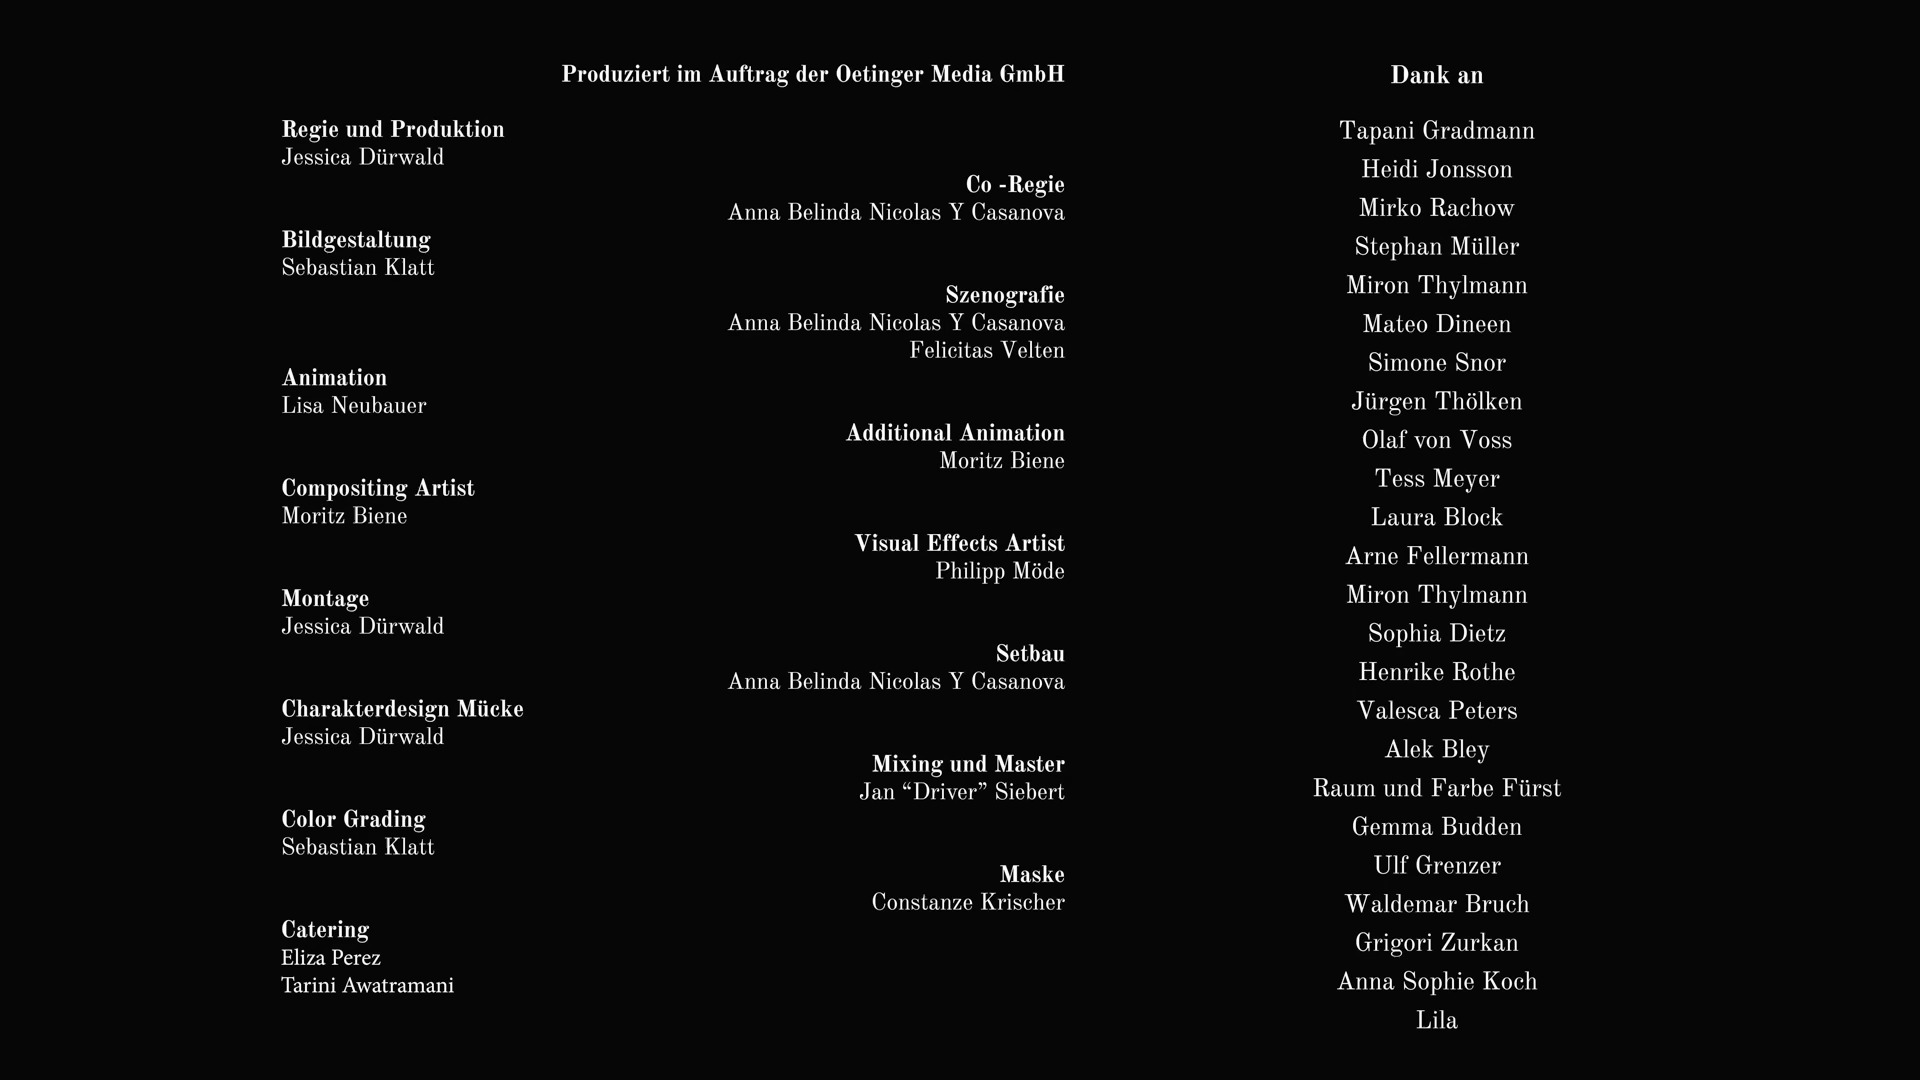 Produziert im Auftrag der Oetinger Media GmbH
Regie und Produktion
Jessica Dürwald
Co -Regie
Anna Belinda Nicolas Y Casanova
Bildgestaltung
Sebastian Klatt
Szenografie
Anna Belinda Nicolas Y Casanova
Felicitas Velten
Animation
Lisa Neubauer
Additional Animation
Moritz Biene
Compositing Artist
Moritz Biene
Visual Effects Artist
Philipp Möde
Montage
Jessica Dürwald
Setbau
Anna Belinda Nicolas Y Casanova
Charakterdesign Mücke
Jessica Dürwald
Mixing und Master
Jan “Driver” Siebert
Color Grading
Sebastian Klatt
Maske
Constanze Krischer
Catering
Eliza Perez
Tarini Awatramani
Dank an
Tapani Gradmann
Heidi Jonsson
Mirko Rachow
Stephan Müller
Miron Thylmann
Mateo Dineen
Simone Snor
Jürgen Thölken
Olaf von Voss
Tess Meyer
Laura Block
Arne Fellermann
Miron Thylmann
Sophia Dietz
Henrike Rothe
Valesca Peters
Alek Bley
Raum und Farbe Fürst
Gemma Budden
Ulf Grenzer
Waldemar Bruch
Grigori Zurkan
Anna Sophie Koch
Lila